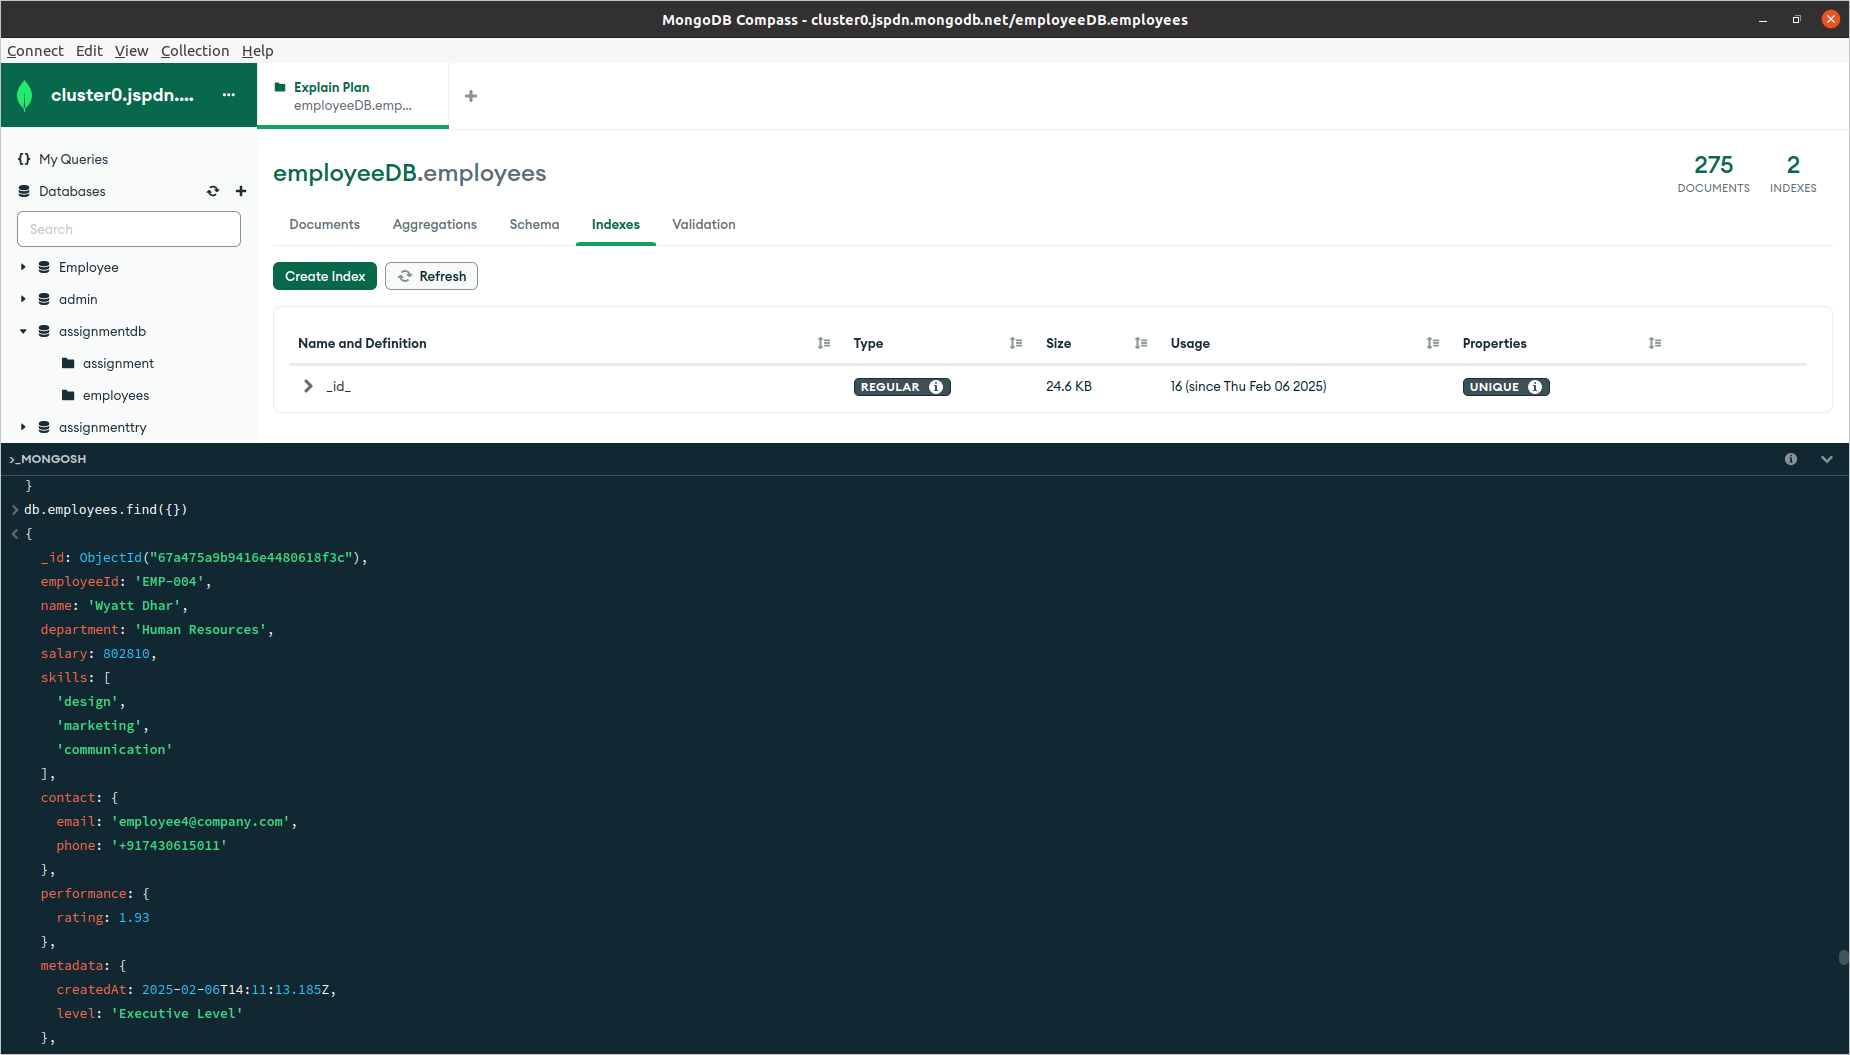 MongoDB Compass - cluster0.jspdn.mongodb.net/employeeDB.employees
Connect Edit View Collection Help
cluster0.jspdn....
Explain Plan
employeeDB.emp...
My Queries
Databases
Search
Employee
admin
assignmentdb
assignment
employees
assignmenttry
employeeDB.employees
275
DOCUMENTS
2
INDEXES
Documents Aggregations Schema Indexes Validation
Create Index Refresh
Name and Definition Type Size Usage Properties
_id_ REGULAR 24.6 KB 16 (since Thu Feb 06 2025) UNIQUE
>_MONGOSH
}
> db.employees.find({})
< {
_id: ObjectId("67a475a9b9416e4480618f3c"),
employeeId: 'EMP-004',
name: 'Wyatt Dhar',
department: 'Human Resources',
salary: 802810,
skills: [
'design',
'marketing',
'communication'
],
contact: {
email: 'employee4@company.com',
phone: '+917430615011'
},
performance: {
rating: 1.93
},
metadata: {
createdAt: 2025-02-06T14:11:13.185Z,
level: 'Executive Level'
},